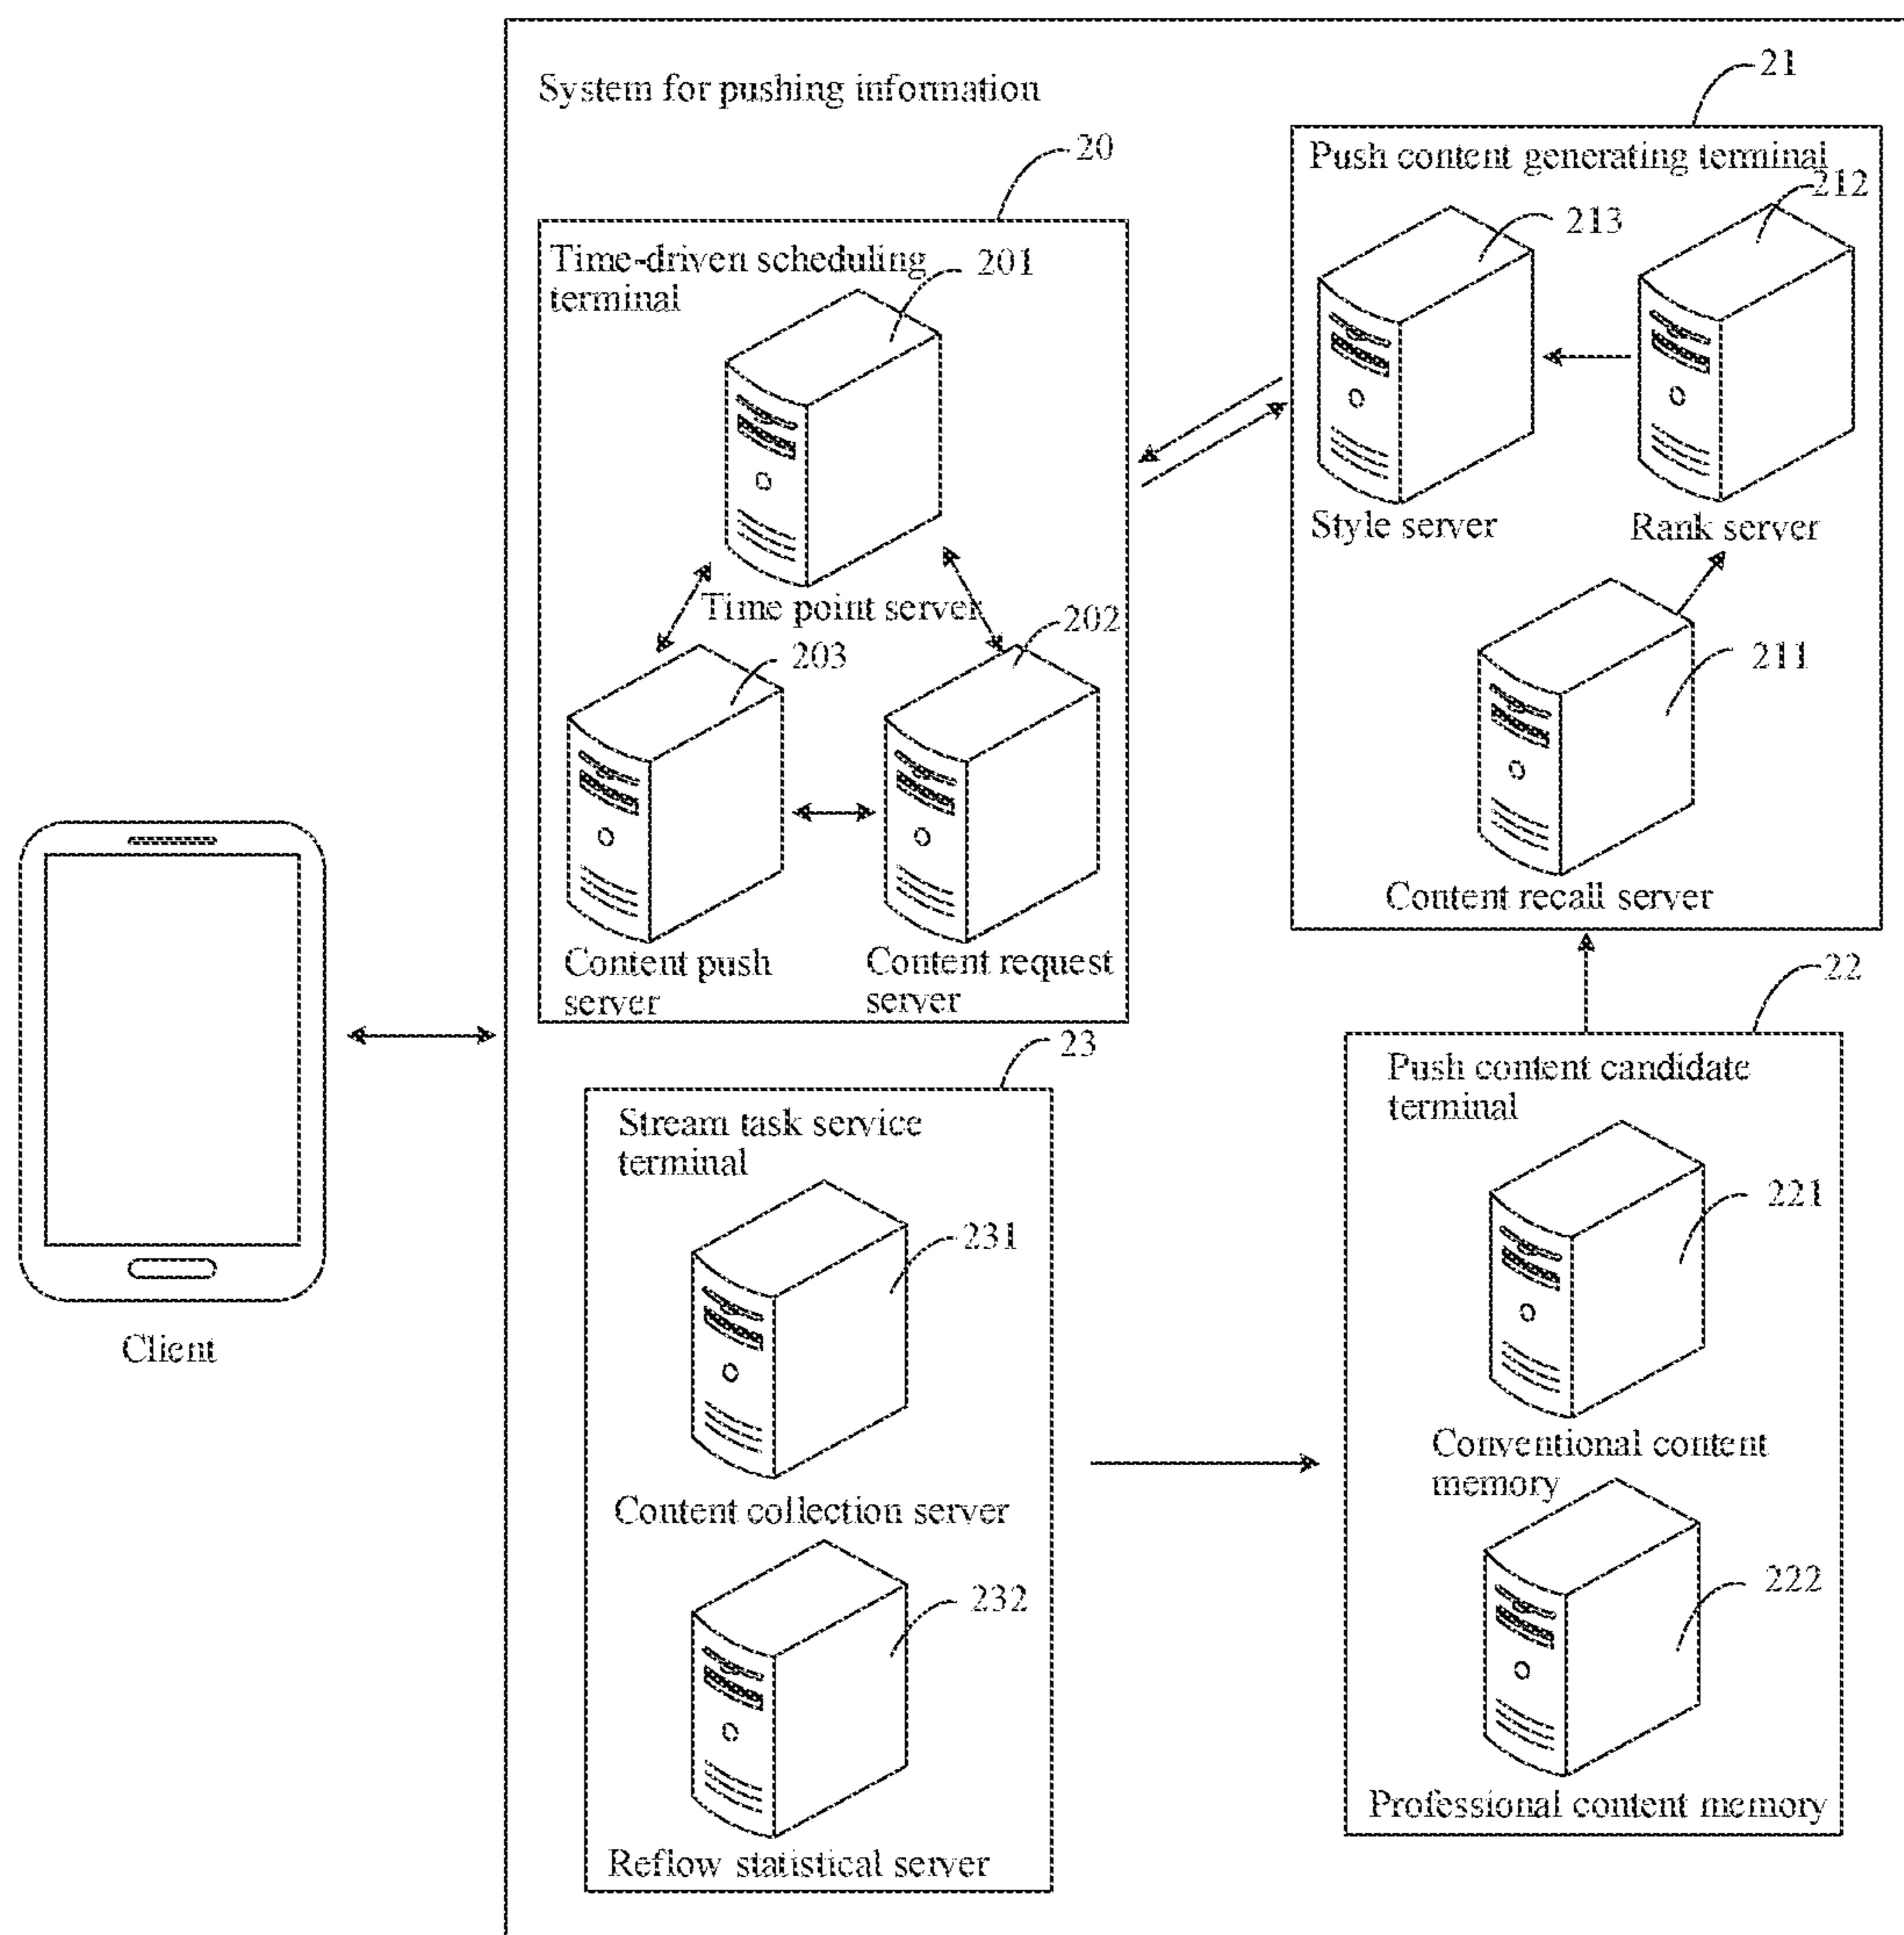 System for pushing information
21
20
Push content generating terminal
212
213
Time-driven scheduling
terminal
201
Style server
Rank server
Time point server
202
203
211
Content recall server
Content push
server
Content request
server
22
23
Push content candidate
terminal
Stream task service
terminal
221
231
Client
Conventional content
memory
Content collection server
222
232
Professional content memory
Reflow statistical server